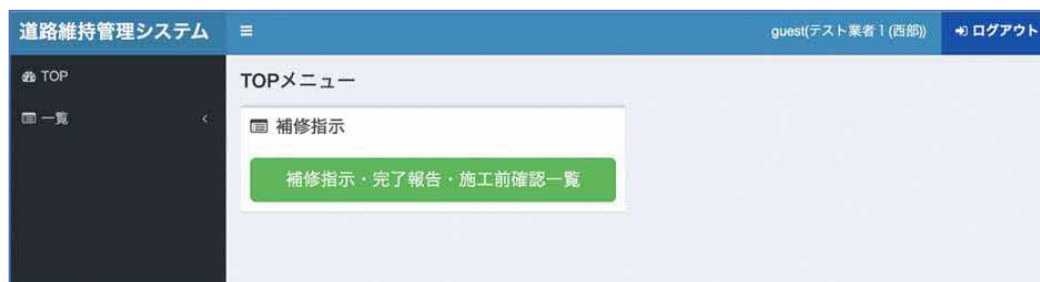 道路維持管理システム
guest(テスト業者1(西部)) ログアウト
TOP
一覧
TOPメニュー
補修指示
補修指示・完了報告・施工前確認一覧